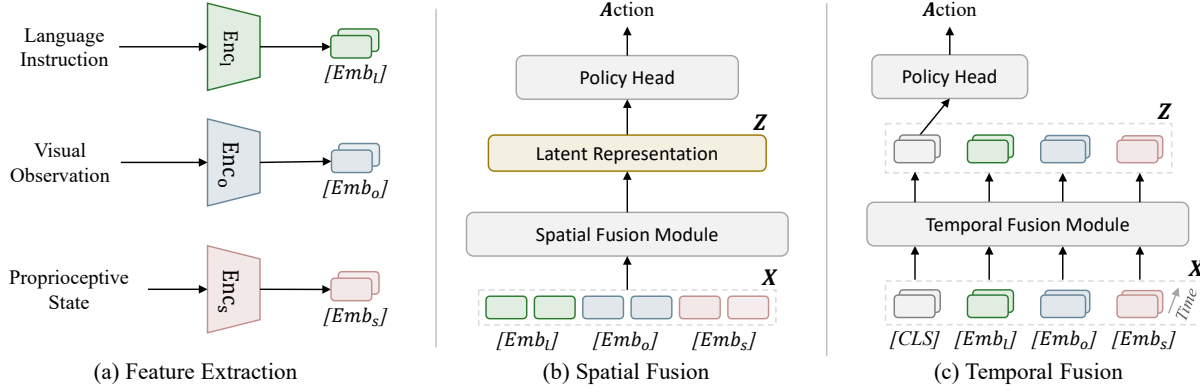 Language
Instruction
Enc_l
[Emb_l]
Visual
Observation
Enc_o
[Emb_o]
Proprioceptive
State
Enc_s
[Emb_s]
(a) Feature Extraction
Action
Policy Head
Z
Latent Representation
Spatial Fusion Module
X
[Emb_l] [Emb_o] [Emb_s]
(b) Spatial Fusion
Action
Policy Head
Z
Temporal Fusion Module
X
Time
[CLS] [Emb_l] [Emb_o] [Emb_s]
(c) Temporal Fusion